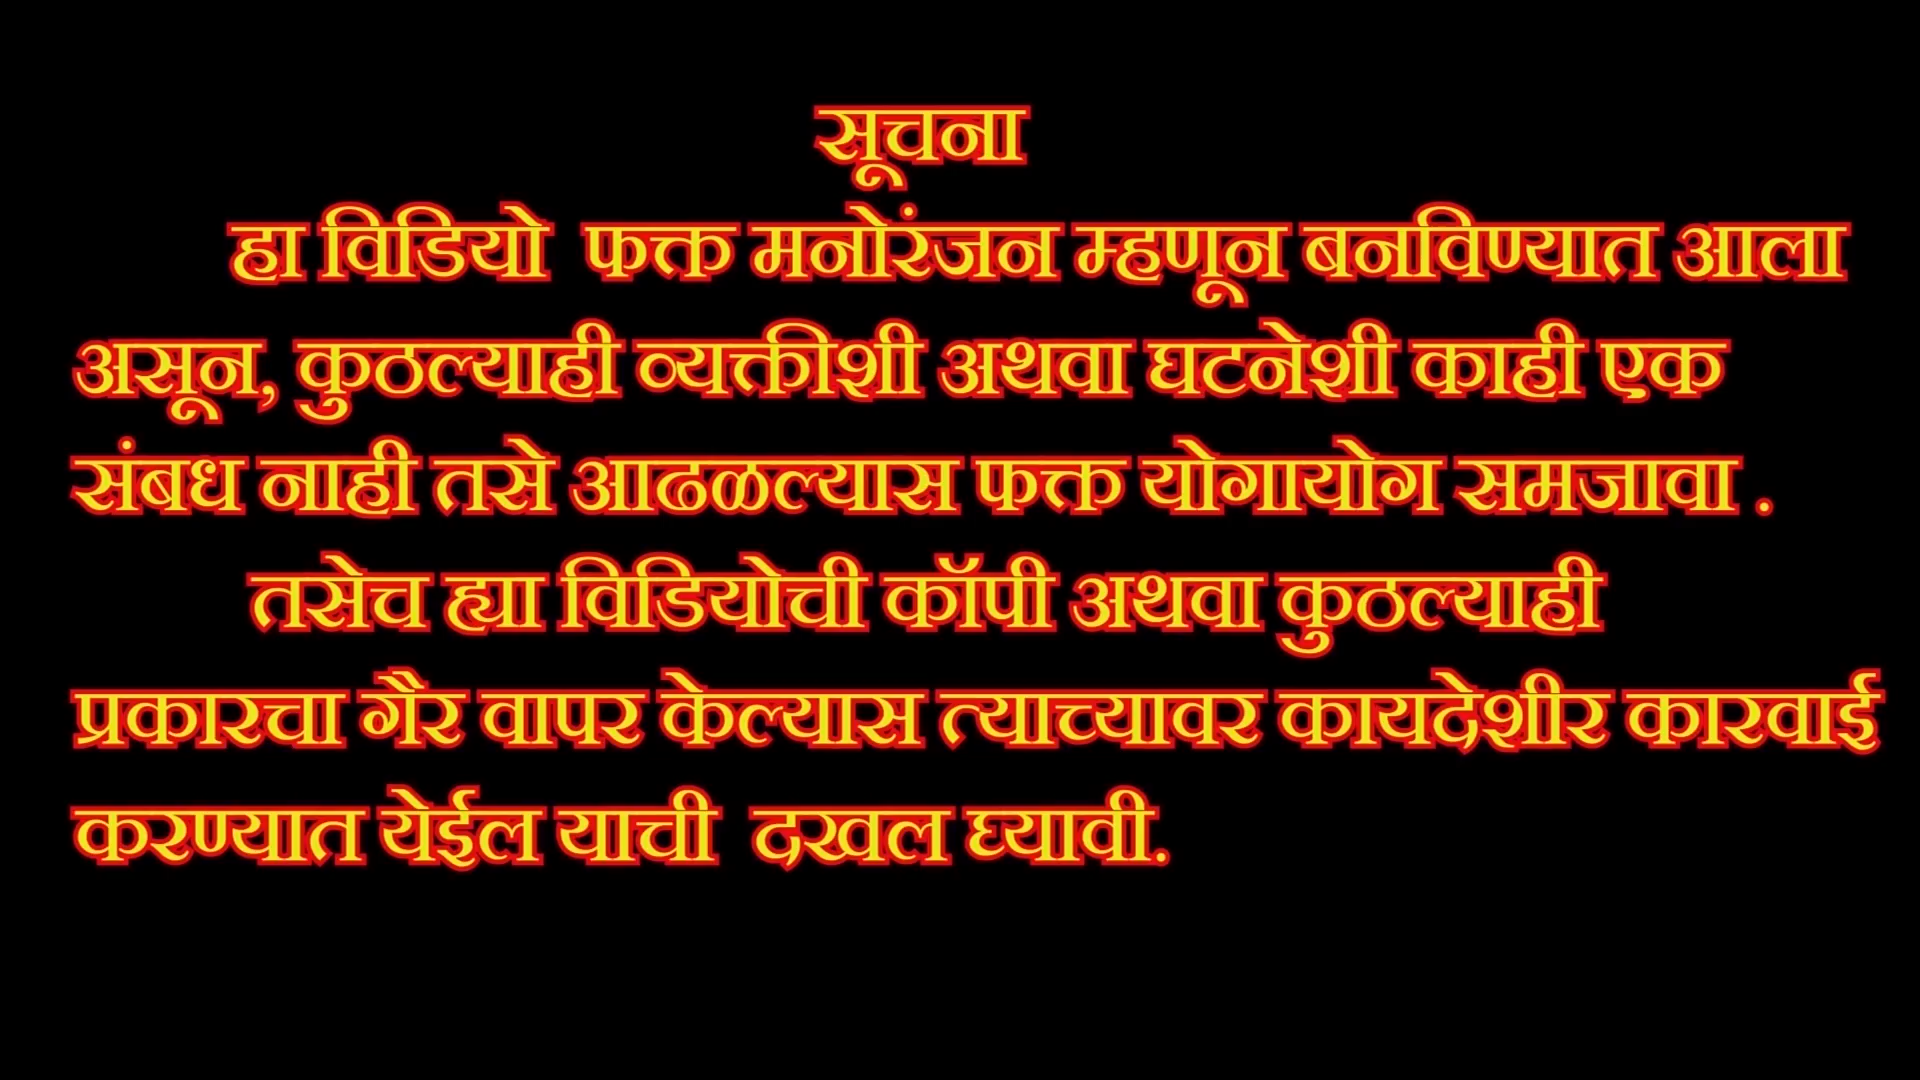 सूचना
हा विडियो फक्त मनोरंजन म्हणून बनविण्यात आला
असून, कुठल्याही व्यक्तीशी अथवा घटनेशी काही एक
संबध नाही तसे आढळल्यास फक्त योगायोग समजावा .
तसेच ह्या विडियोची कॉपी अथवा कुठल्याही
प्रकारचा गैर वापर केल्यास त्याच्यावर कायदेशीर कारवाई
करण्यात येईल याची दखल घ्यावी.